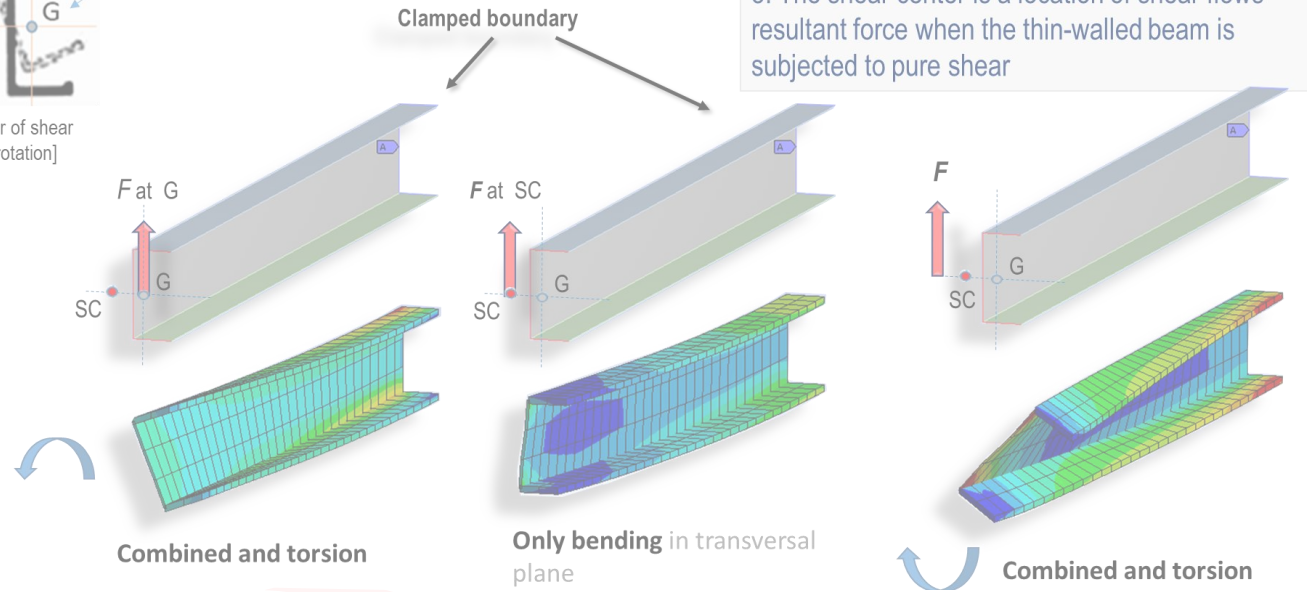 G
Clamped boundary
resultant force when the thin-walled beam is
subjected to pure shear
r of shear
otation]
F at G
F at SC
F
A
A
A
G
SC
G
SC
G
SC
Combined and torsion
Only bending in transversal
plane
Combined and torsion